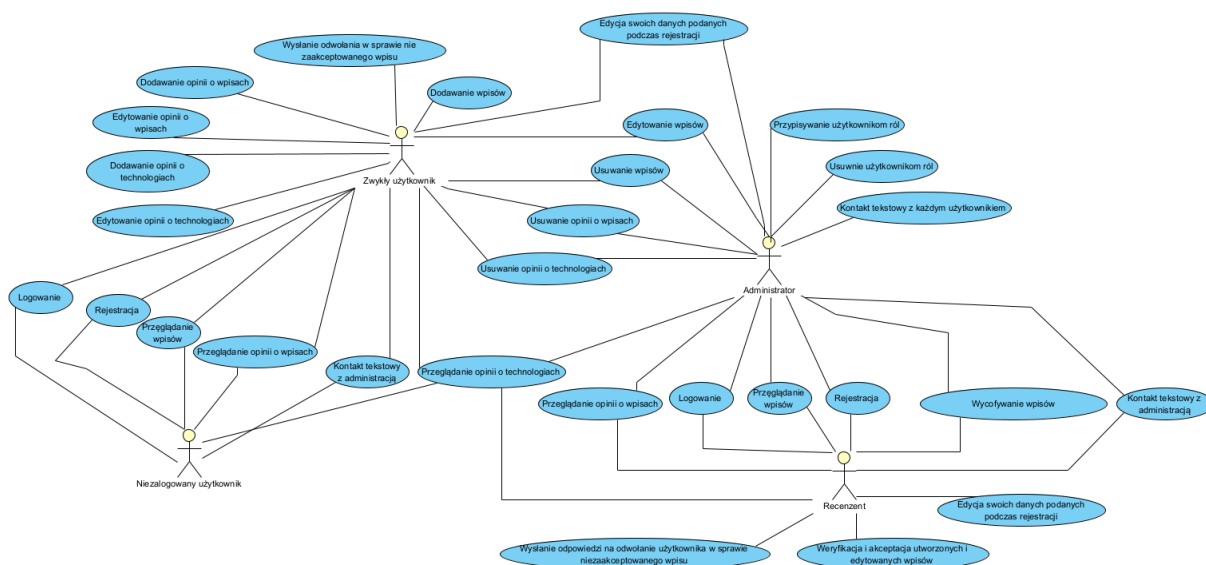 Edycja swoich danych podanych
podczas rejestracji
Wysłanie odwołania w sprawie nie
zaakceptowanego wpisu
Dodawanie opinii o wpisach
Dodawanie wpisów
Edytowanie opinii o
wpisach
Edytowanie wpisów
Przypisywanie użytkownikom ról
Dodawanie opinii o
technologiach
Zwykły użytkownik
Usuwanie wpisów
Usuwnie użytkownikom ról
Edytowanie opinii o technologiach
Usuwanie opinii o wpisach
Kontakt tekstowy z każdym użytkownikiem
Usuwanie opinii o technologiach
Administrator
Logowanie
Rejestracja
Przęglądanie
wpisów
Przeglądanie opinii o wpisach
Kontakt tekstowy
z administracją
Przeglądanie opinii o technologiach
Przeglądanie opinii o wpisach
Logowanie
Przęglądanie
wpisów
Rejestracja
Wycofywanie wpisów
Kontakt tekstowy z
administracją
Niezalogowany użytkownik
Recenzent
Edycja swoich danych podanych
podczas rejestracji
Wysłanie odpowiedzi na odwołanie użytkownika w sprawie
niezaakceptowanego wpisu
Weryfikacja i akceptacja utworzonych i
edytowanych wpisów